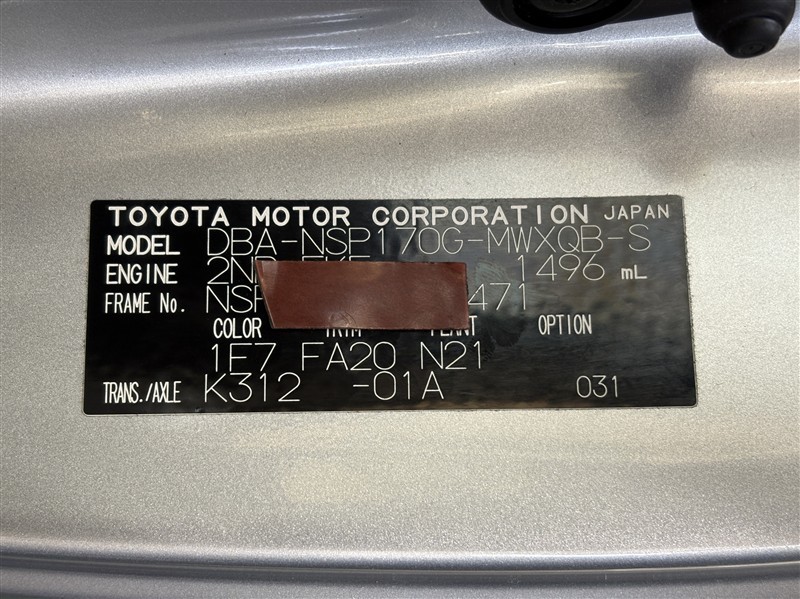 TOYOTA MOTOR CORPORATION JAPAN
MODEL DBA-NSP170G-MWXQB-S
ENGINE 1496 mL
FRAME No. 471
COLOR OPTION
1F7 FA20 N21
TRANS./AXLE K312 -01A 031